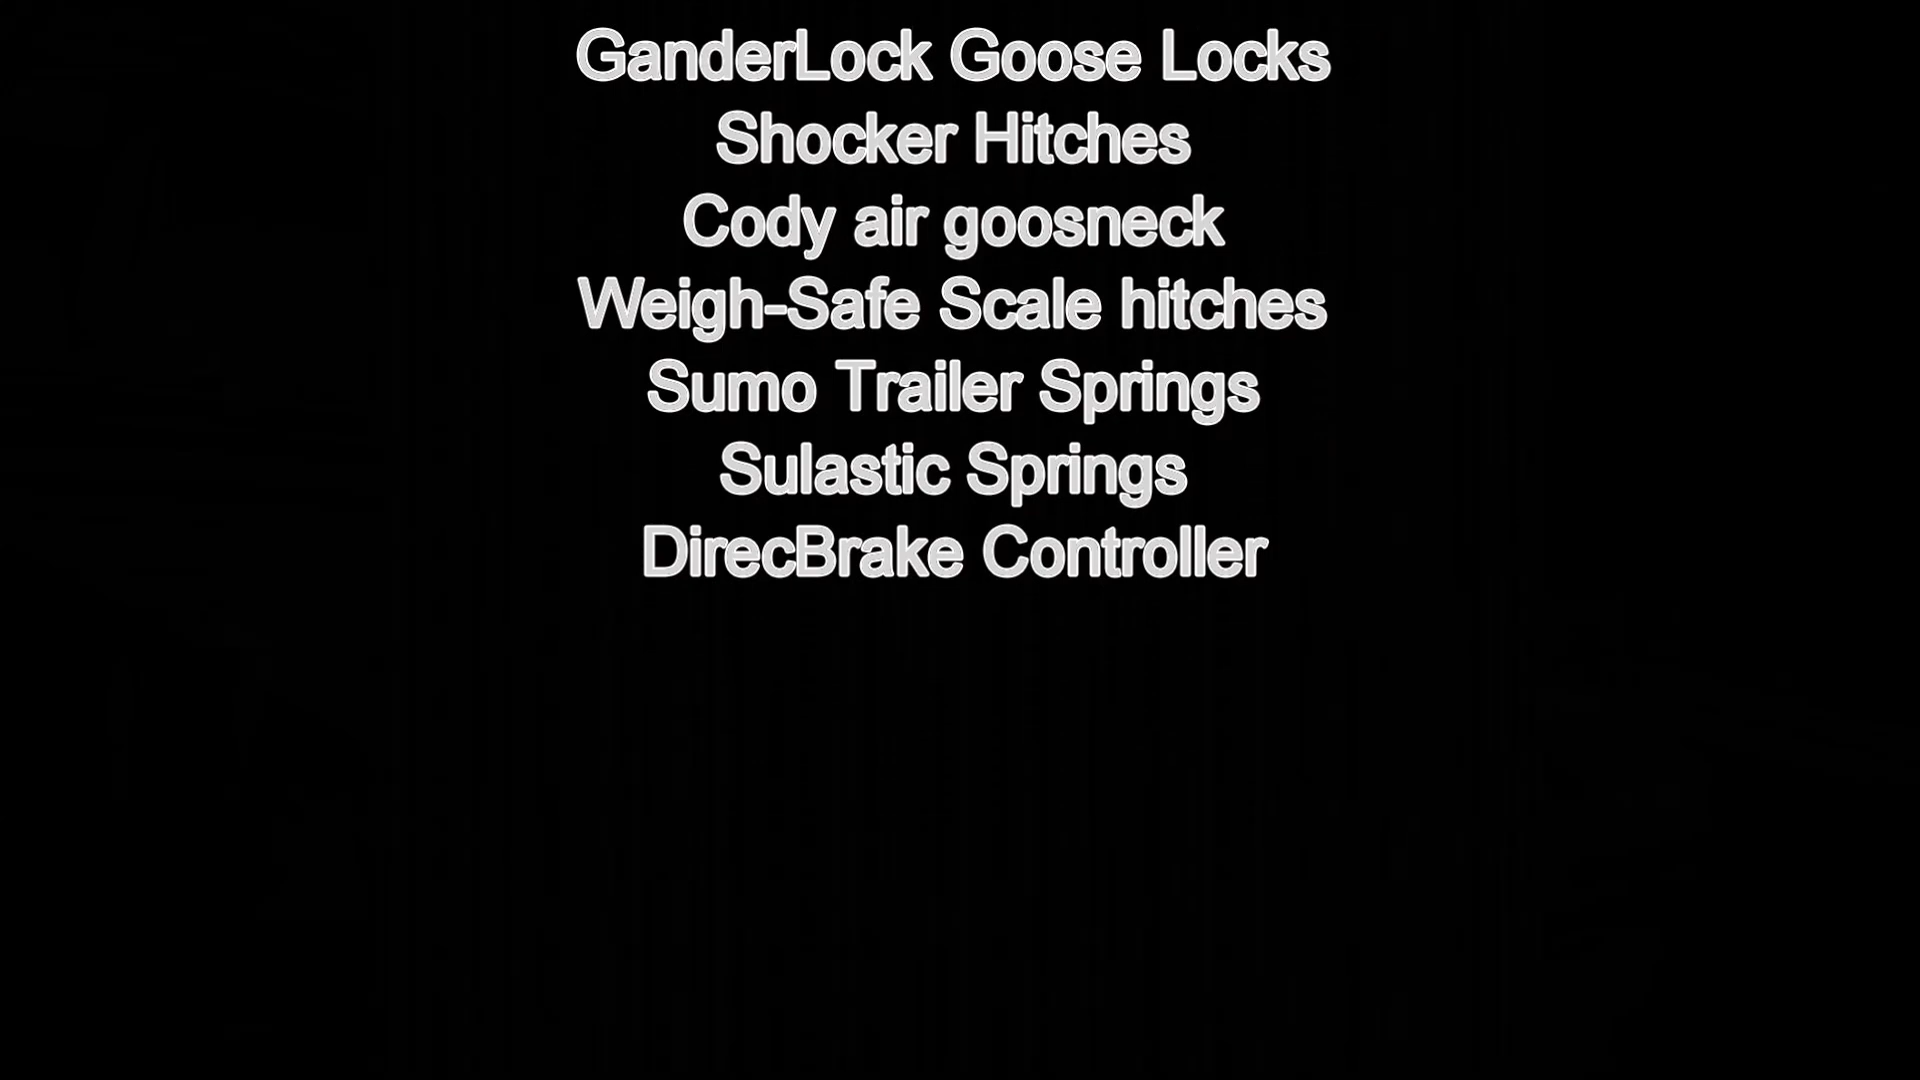 GanderLock Goose Locks
Shocker Hitches
Cody air goosneck
Weigh-Safe Scale hitches
Sumo Trailer Springs
Sulastic Springs
DirecBrake Controller